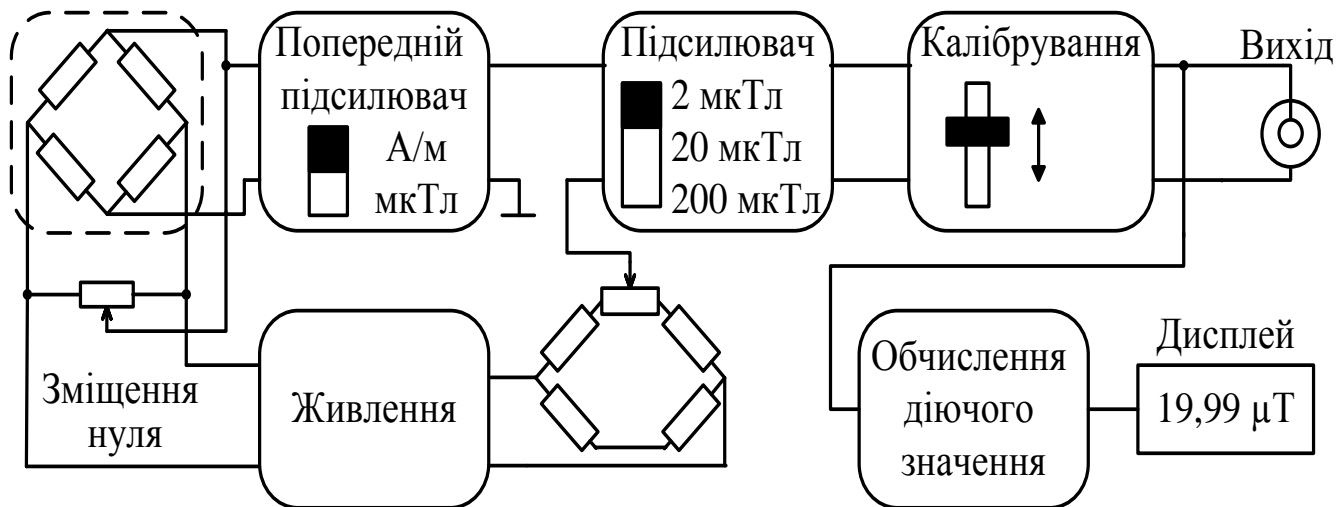 Попередній
підсилювач
А/м
мкТл
Підсилювач
2 мкТл
20 мкТл
200 мкТл
Калібрування
Вихід
Зміщення
нуля
Живлення
Обчислення
діючого
значення
Дисплей
19,99 µT